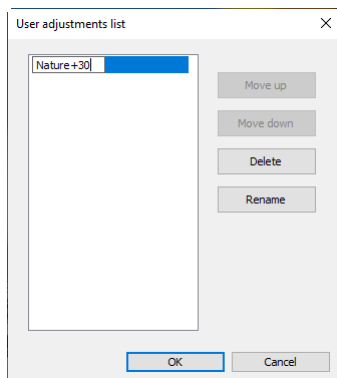 User adjustments list
Nature+30
Move up
Move down
Delete
Rename
OK
Cancel